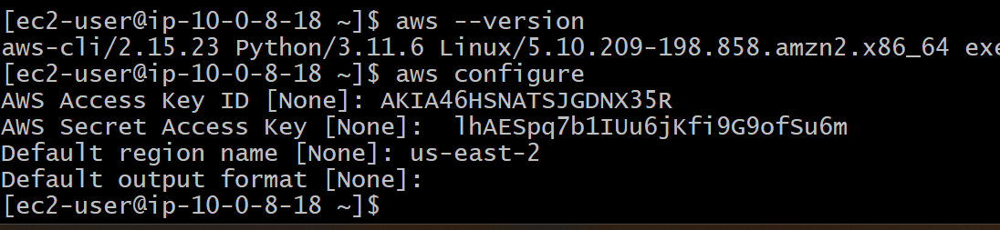 [ec2-user@ip-10-0-8-18 ~]$ aws --version
aws-cli/2.15.23 Python/3.11.6 Linux/5.10.209-198.858.amzn2.x86_64 exe
[ec2-user@ip-10-0-8-18 ~]$ aws configure
AWS Access Key ID [None]: AKIA46HSNATSJGDNX35R
AWS Secret Access Key [None]:  lhAESpq7b1IUu6jKfi9G9ofSu6m
Default region name [None]: us-east-2
Default output format [None]:
[ec2-user@ip-10-0-8-18 ~]$